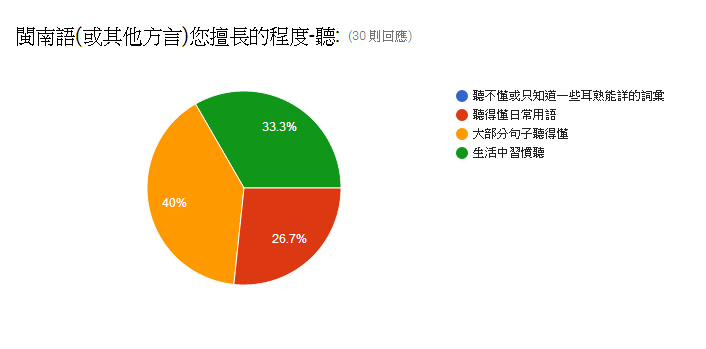 閩南語(或其他方言)您擅長的程度-聽: (30 則回應)
聽不懂或只知道一些耳熟能詳的詞彙
聽得懂日常用語
大部分句子聽得懂
生活中習慣聽
33.3%
40%
26.7%